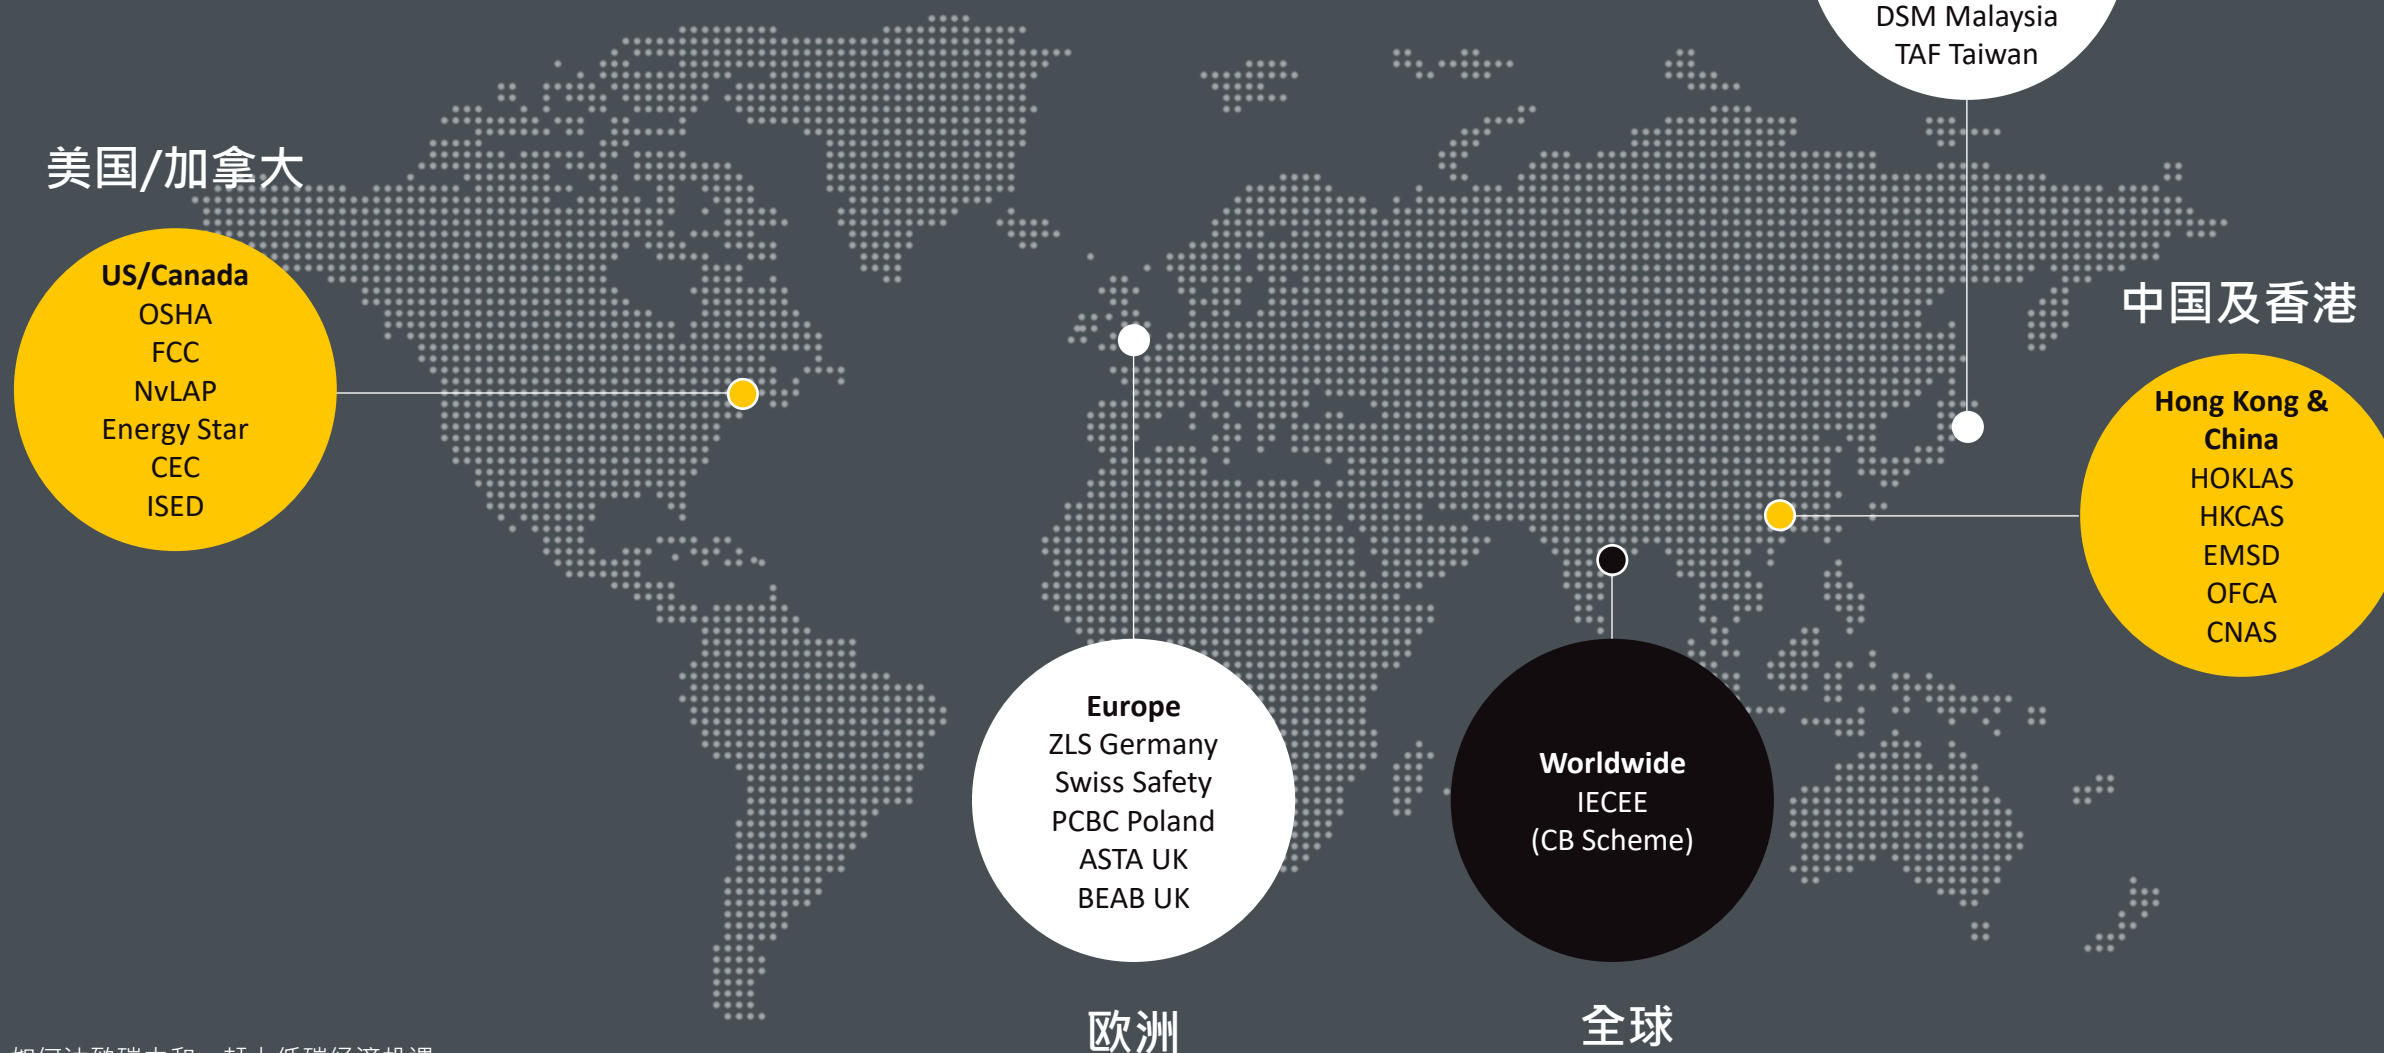 DSM Malaysia
TAF Taiwan
美国/加拿大
US/Canada
OSHA
FCC
NvLAP
Energy Star
CEC
ISED
中国及香港
Hong Kong &
China
HOKLAS
HKCAS
EMSD
OFCA
CNAS
Europe
ZLS Germany
Swiss Safety
PCBC Poland
ASTA UK
BEAB UK
欧洲
Worldwide
IECEE
(CB Scheme)
全球